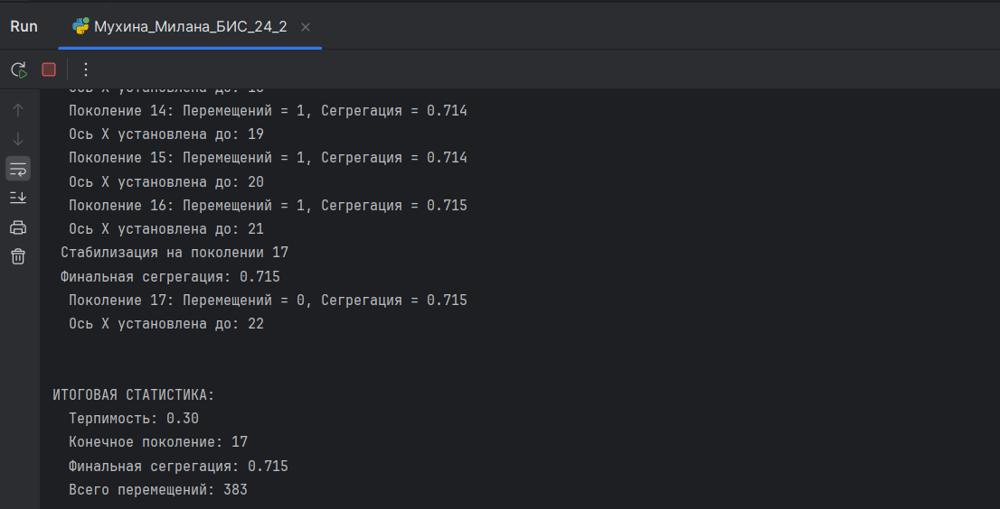 Run
Мухина_Милана_БИС_24_2
Ось X установлена до: 18
Поколение 14: Перемещений = 1, Сегрегация = 0.714
Ось X установлена до: 19
Поколение 15: Перемещений = 1, Сегрегация = 0.714
Ось X установлена до: 20
Поколение 16: Перемещений = 1, Сегрегация = 0.715
Ось X установлена до: 21
Стабилизация на поколении 17
Финальная сегрегация: 0.715
Поколение 17: Перемещений = 0, Сегрегация = 0.715
Ось X установлена до: 22
ИТОГОВАЯ СТАТИСТИКА:
Терпимость: 0.30
Конечное поколение: 17
Финальная сегрегация: 0.715
Всего перемещений: 383